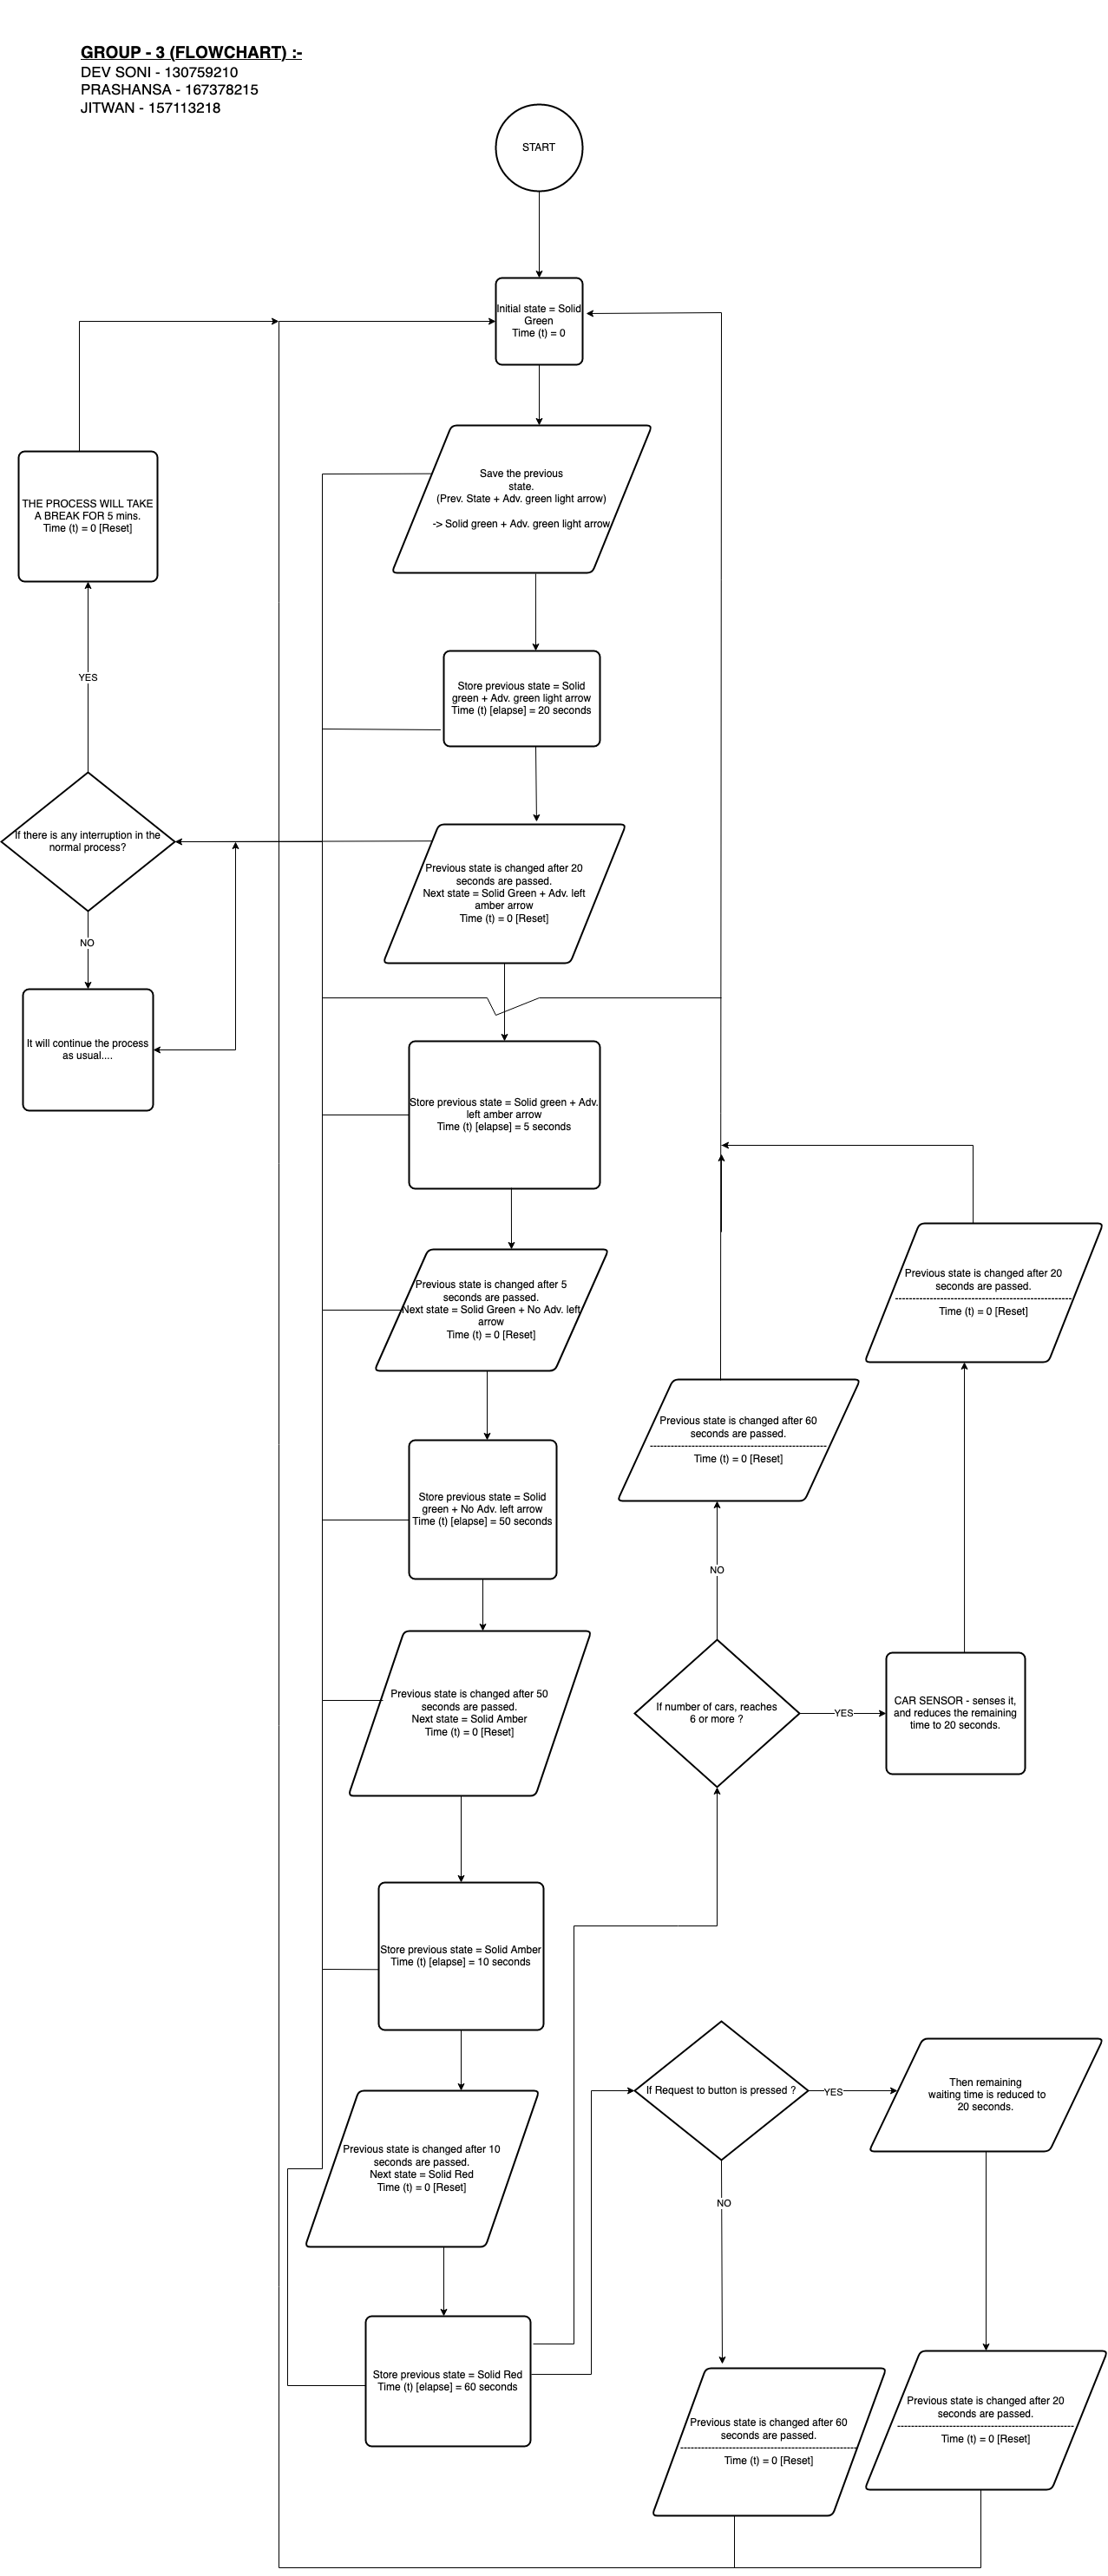 GROUP - 3 (FLOWCHART) :-
DEV SONI - 130759210
PRASHANSA - 167378215
JITWAN - 157113218
START
Initial state = Solid
Green
Time (t) = 0
Save the previous
state.
(Prev. State + Adv. green light arrow)
-> Solid green + Adv. green light arrow
THE PROCESS WILL TAKE
A BREAK FOR 5 mins.
Time (t) = 0 [Reset]
YES
Store previous state = Solid
green + Adv. green light arrow
Time (t) [elapse] = 20 seconds
If there is any interruption in the
normal process?
Previous state is changed after 20
seconds are passed.
Next state = Solid Green + Adv. left
amber arrow
Time (t) = 0 [Reset]
NO
It will continue the process
as usual....
Store previous state = Solid green + Adv.
left amber arrow
Time (t) [elapse] = 5 seconds
Previous state is changed after 5
seconds are passed.
Next state = Solid Green + No Adv. left
arrow
Time (t) = 0 [Reset]
Previous state is changed after 20
seconds are passed.
Time (t) = 0 [Reset]
Previous state is changed after 60
seconds are passed.
Time (t) = 0 [Reset]
Store previous state = Solid
green + No Adv. left arrow
Time (t) [elapse] = 50 seconds
NO
Previous state is changed after 50
seconds are passed.
Next state = Solid Amber
Time (t) = 0 [Reset]
If number of cars, reaches
6 or more ?
YES
CAR SENSOR - senses it,
and reduces the remaining
time to 20 seconds.
Store previous state = Solid Amber
Time (t) [elapse] = 10 seconds
If Request to button is pressed ?
YES
Then remaining
waiting time is reduced to
20 seconds.
Previous state is changed after 10
seconds are passed.
Next state = Solid Red
Time (t) = 0 [Reset]
NO
Store previous state = Solid Red
Time (t) [elapse] = 60 seconds
Previous state is changed after 60
seconds are passed.
Time (t) = 0 [Reset]
Previous state is changed after 20
seconds are passed.
Time (t) = 0 [Reset]